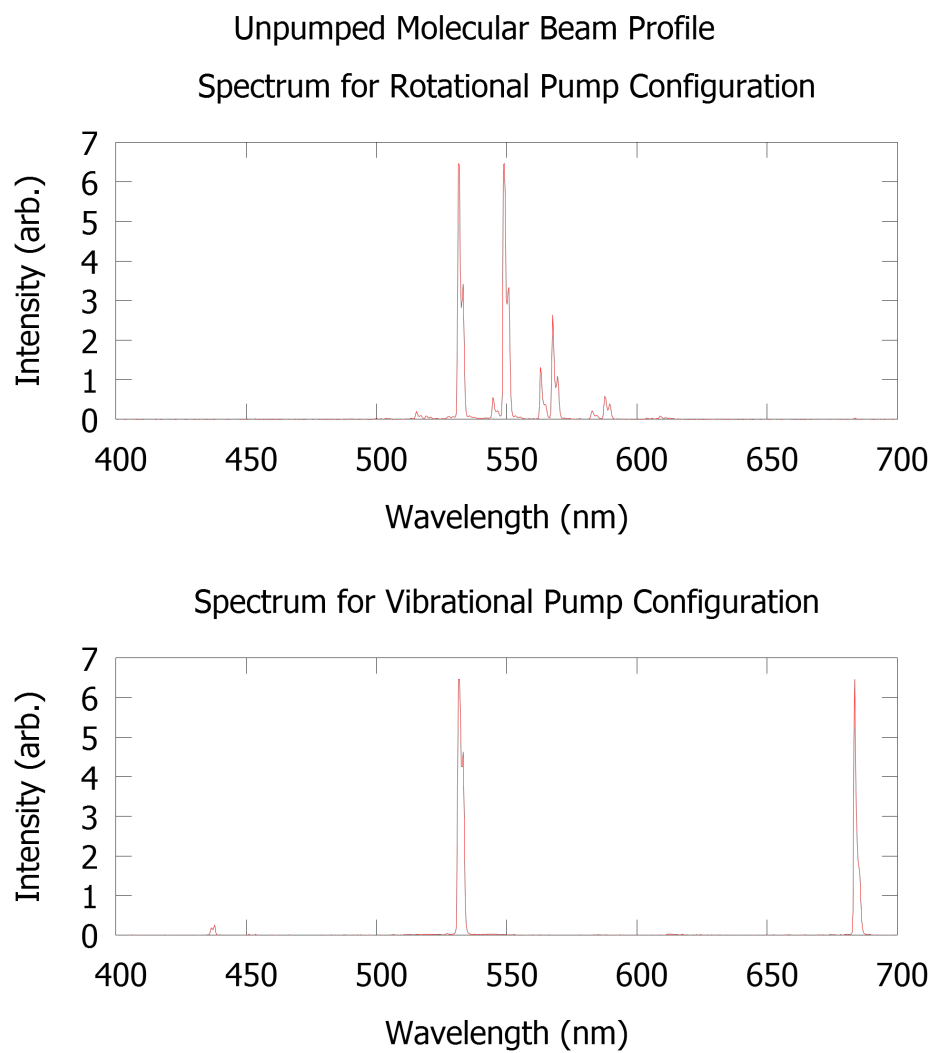 Unpumped Molecular Beam Profile
Spectrum for Rotational Pump Configuration
7
6
5
4
3
2
1
0
Intensity (arb.)
400 450 500 550 600 650 700
Wavelength (nm)
Spectrum for Vibrational Pump Configuration
7
6
5
4
3
2
1
0
Intensity (arb.)
400 450 500 550 600 650 700
Wavelength (nm)